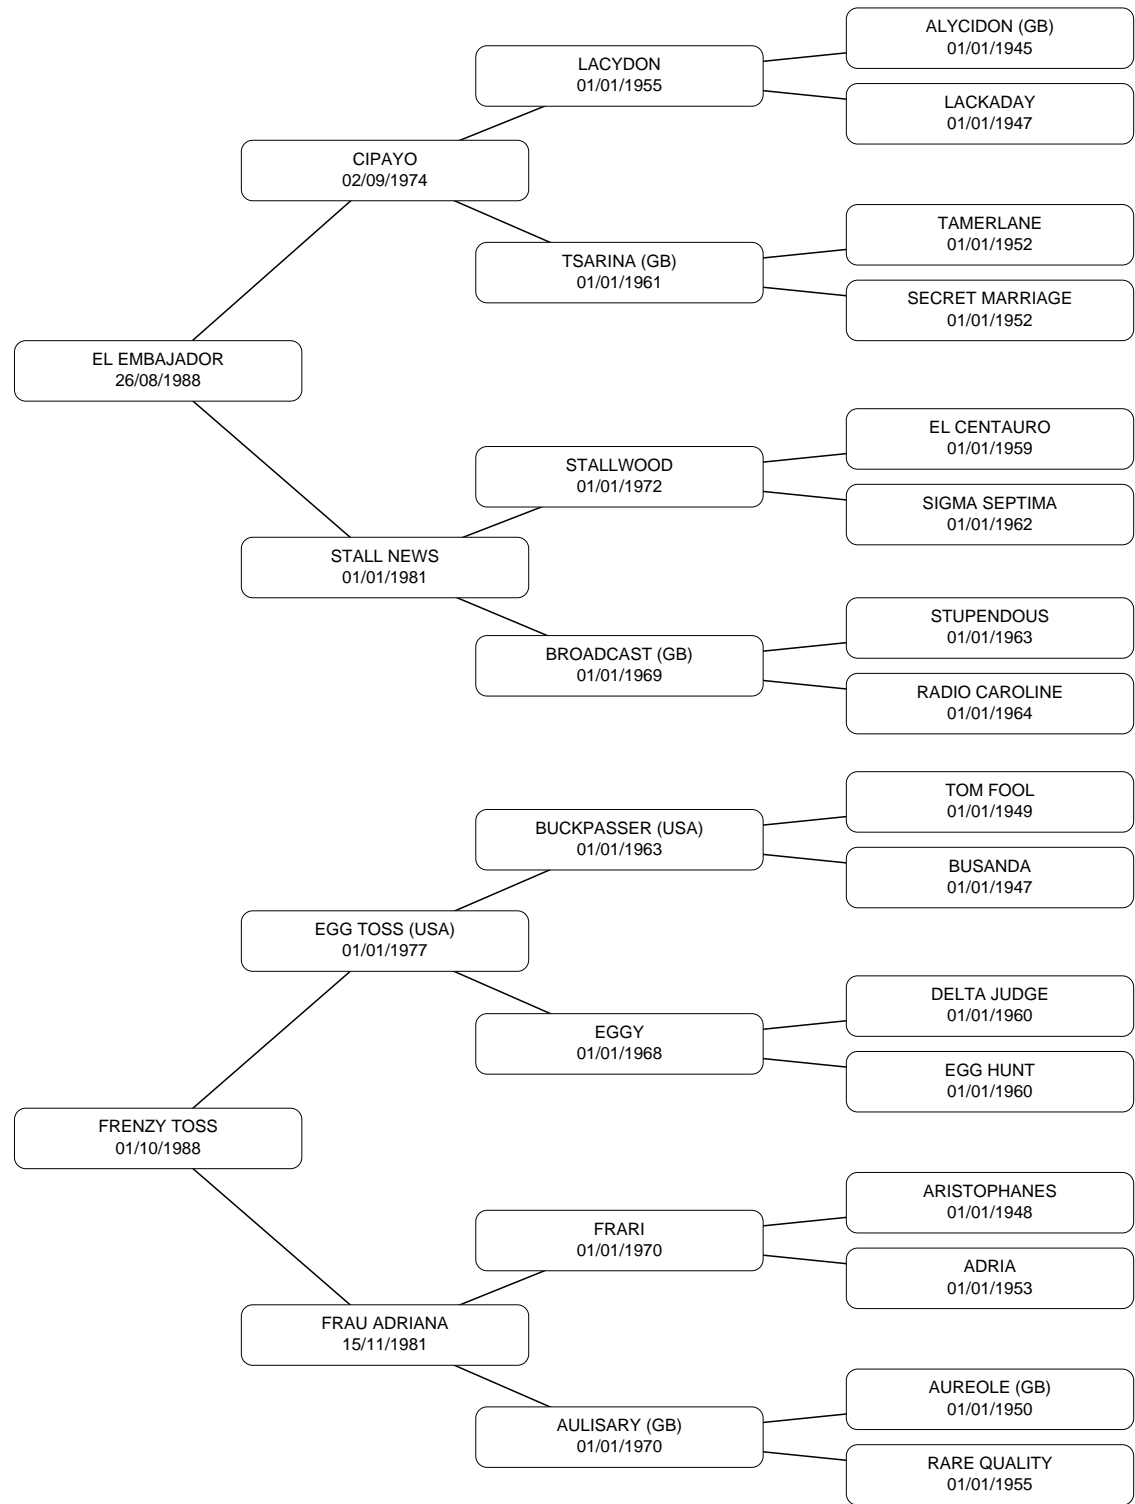 ALYCIDON (GB)
01/01/1945
LACYDON
01/01/1955
LACKADAY
01/01/1947
CIPAYO
02/09/1974
TAMERLANE
01/01/1952
TSARINA (GB)
01/01/1961
SECRET MARRIAGE
01/01/1952
EL EMBAJADOR
26/08/1988
EL CENTAURO
01/01/1959
STALLWOOD
01/01/1972
SIGMA SEPTIMA
01/01/1962
STALL NEWS
01/01/1981
STUPENDOUS
01/01/1963
BROADCAST (GB)
01/01/1969
RADIO CAROLINE
01/01/1964
TOM FOOL
01/01/1949
BUCKPASSER (USA)
01/01/1963
BUSANDA
01/01/1947
EGG TOSS (USA)
01/01/1977
DELTA JUDGE
01/01/1960
EGGY
01/01/1968
EGG HUNT
01/01/1960
FRENZY TOSS
01/10/1988
ARISTOPHANES
01/01/1948
FRARI
01/01/1970
ADRIA
01/01/1953
FRAU ADRIANA
15/11/1981
AUREOLE (GB)
01/01/1950
AULISARY (GB)
01/01/1970
RARE QUALITY
01/01/1955